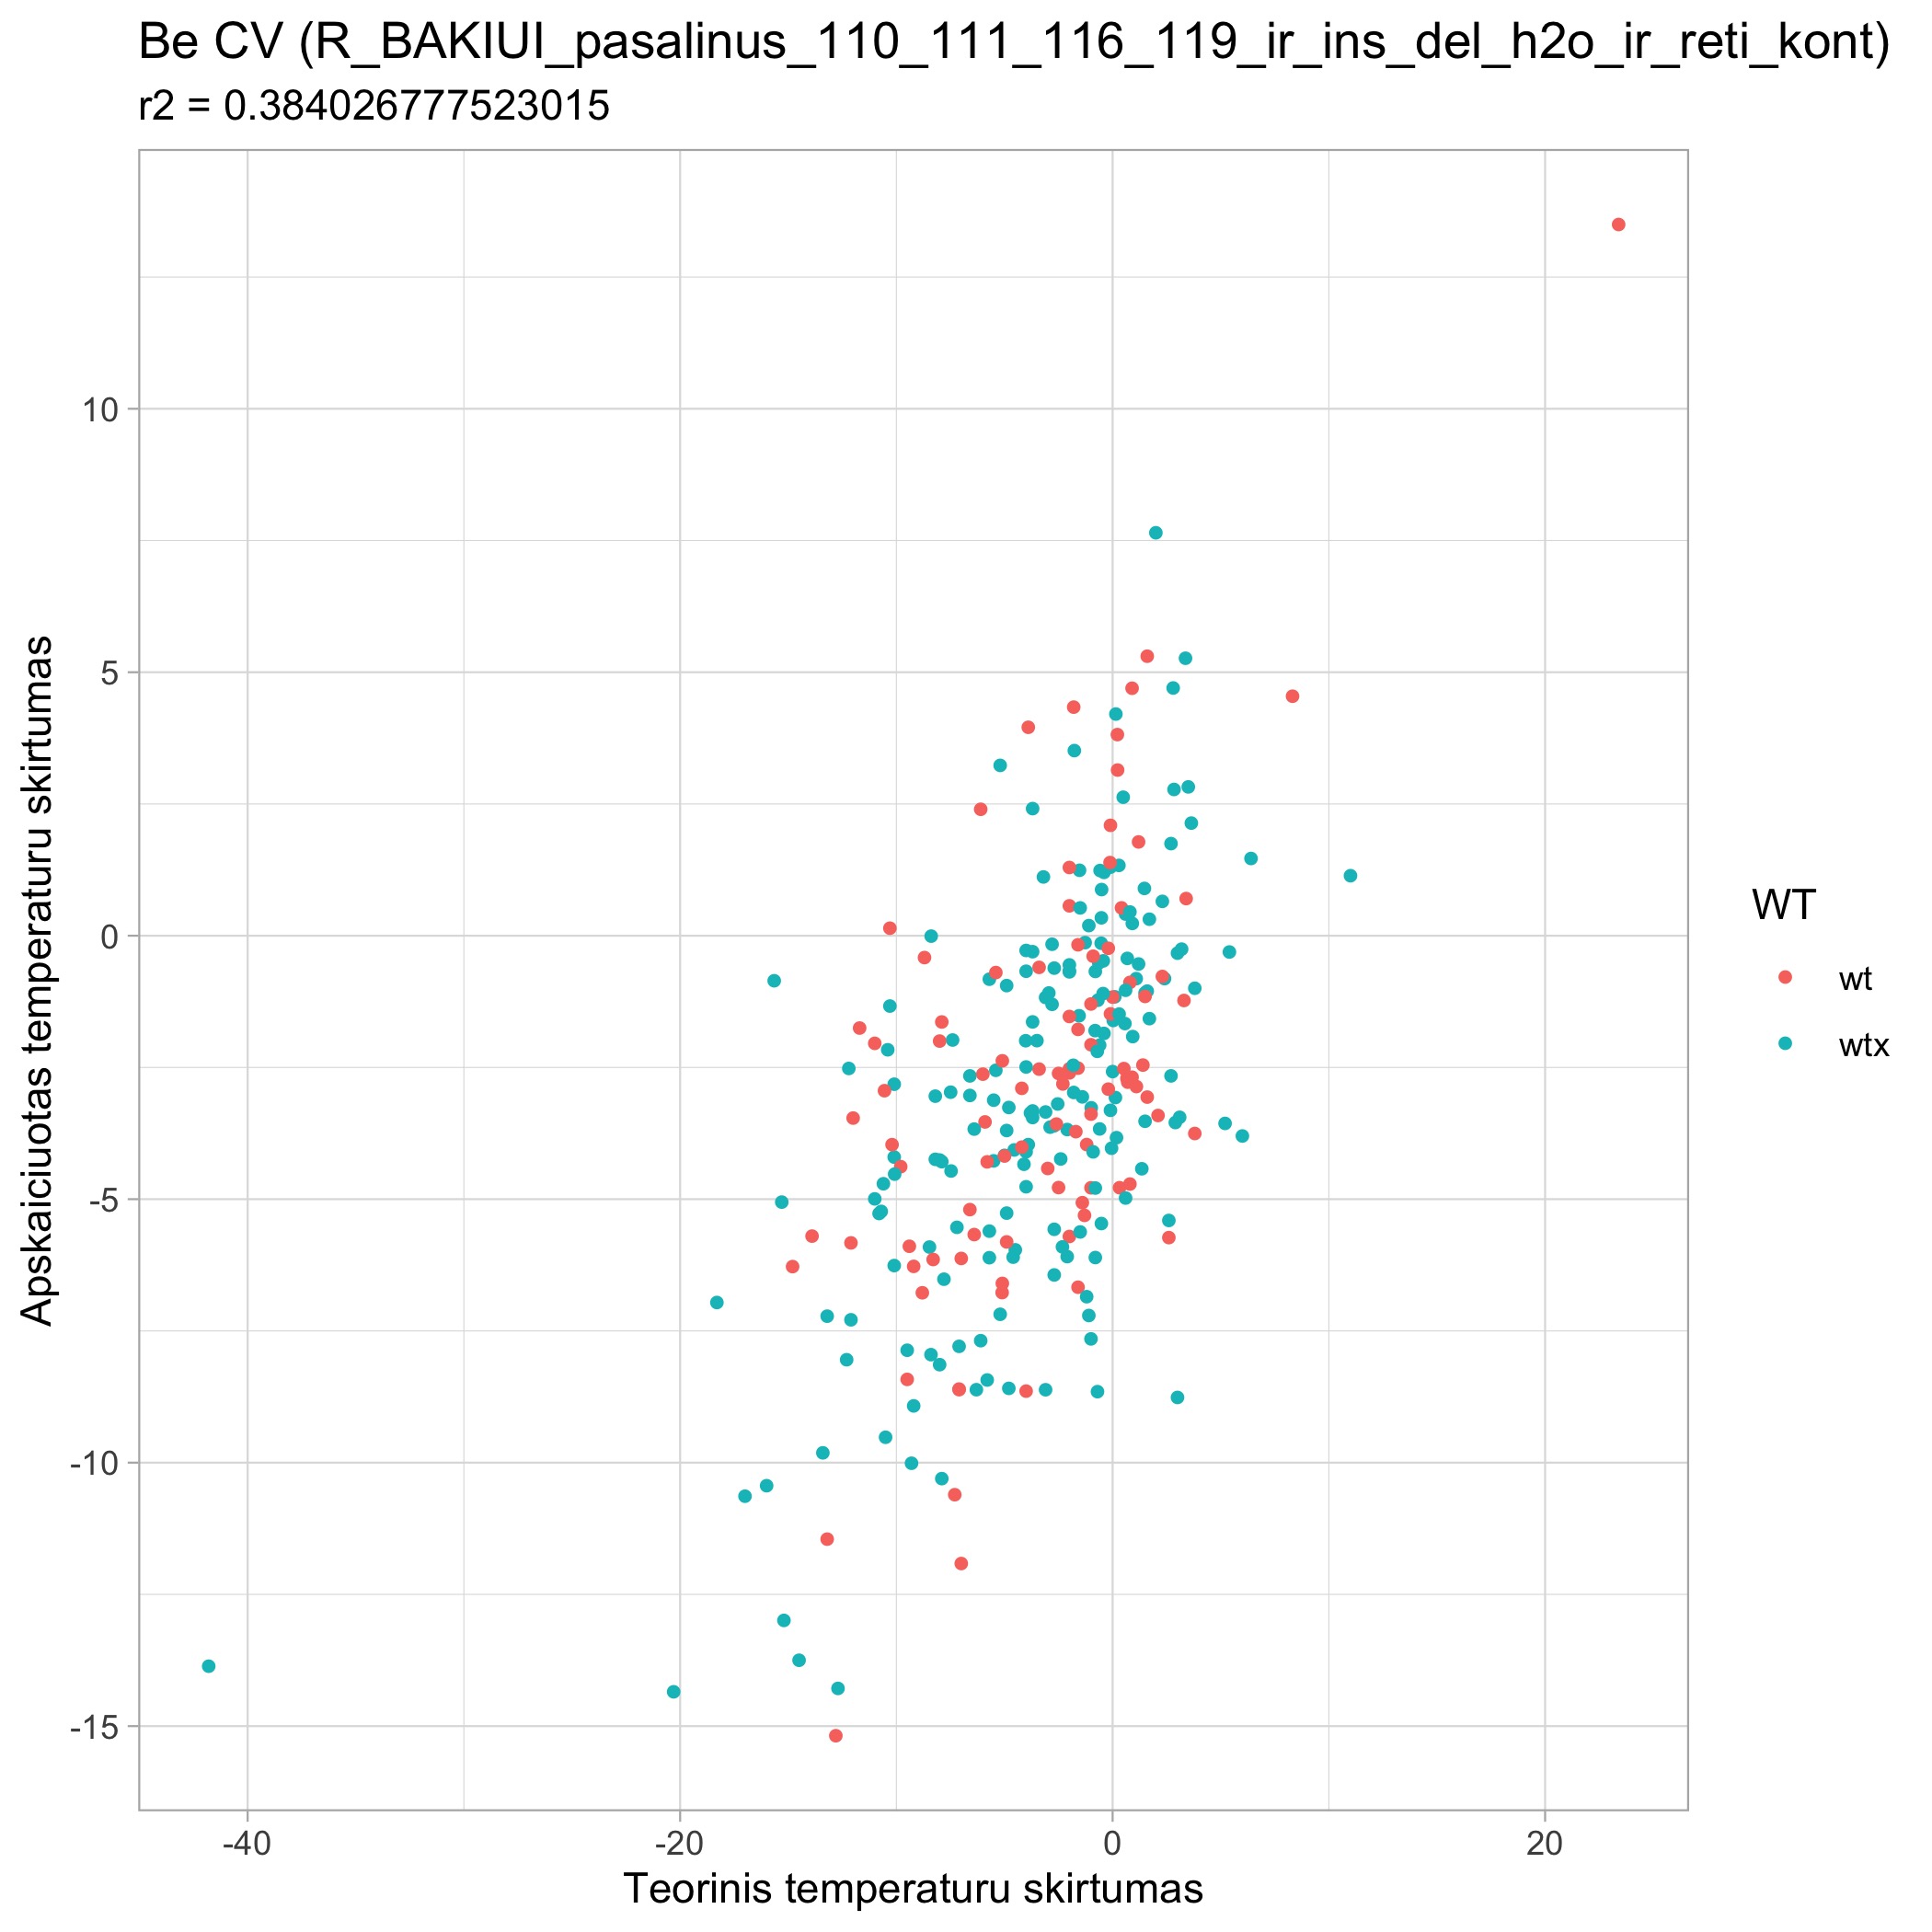 Be CV (R_BAKIUI_pasalinus_110_111_116_119_ir_ins_del_h2o_ir_reti_kont)
r2 = 0.384026777523015
Apskaiciuotas temperaturu skirtumas
10
5
0
-5
-10
-15
-40
-20
0
20
Teorinis temperaturu skirtumas
WT
wt
wtx